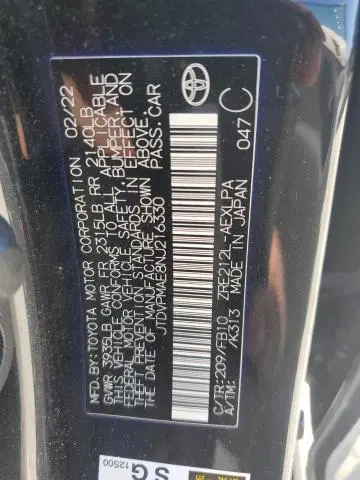 MFD.BY:TOYOTA MOTOR CORPORATION 02/22
GVWR 3935LB GAWR FR 2315LB RR 2140LB
THIS VEHICLE CONFORMS TO ALL APPLICABLE
FEDERAL MOTOR VEHICLE SAFETY, BUMPER, AND
THEFT PREVENTION STANDARDS IN EFFECT ON
THE DATE OF MANUFACTURE SHOWN ABOVE.
JTDVPMAE8NJ216330 PASS.CAR
C/TR:209/FB10 ZRE212L-AEXLPA
A/TM: /K313 MADE IN JAPAN 047 C
SG
12S00